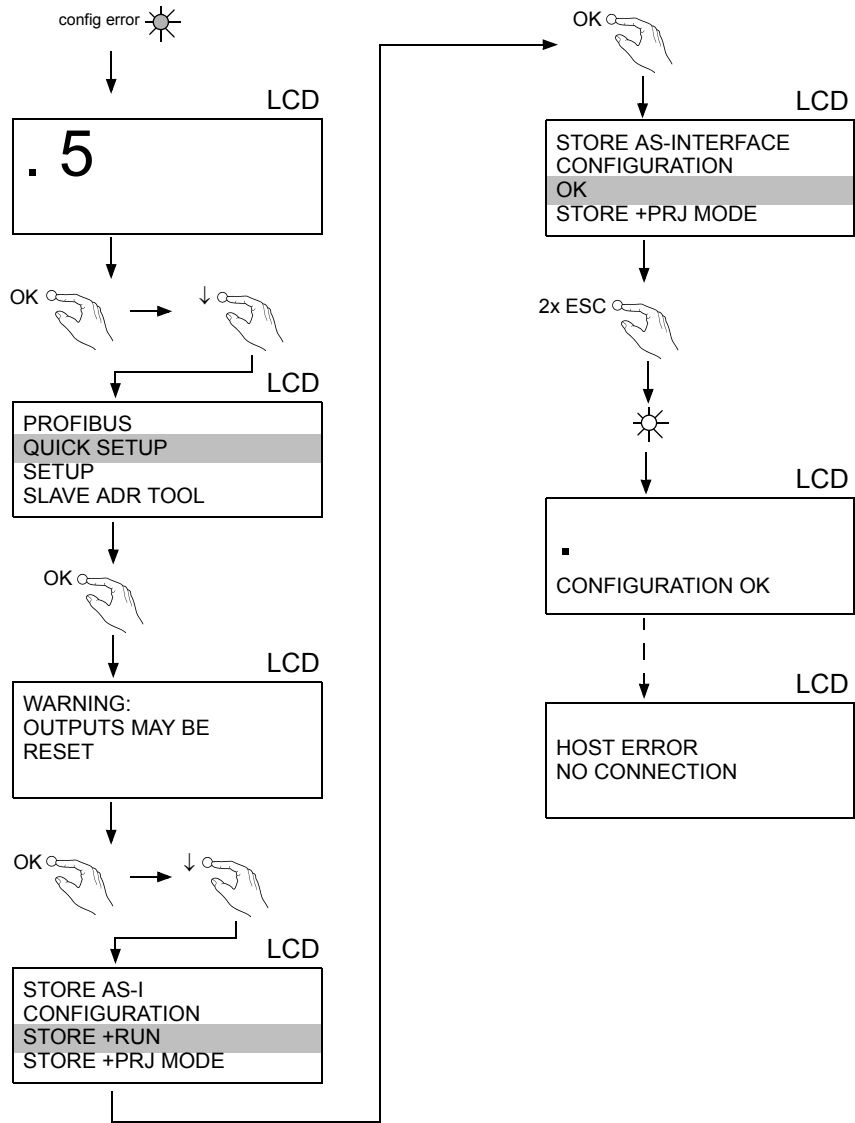 config error
LCD
. 5
OK
↓
LCD
PROFIBUS
QUICK SETUP
SETUP
SLAVE ADR TOOL
OK
LCD
WARNING:
OUTPUTS MAY BE
RESET
OK
↓
LCD
STORE AS-I
CONFIGURATION
STORE +RUN
STORE +PRJ MODE
OK
LCD
STORE AS-INTERFACE
CONFIGURATION
OK
STORE +PRJ MODE
2x ESC
LCD
.
CONFIGURATION OK
LCD
HOST ERROR
NO CONNECTION